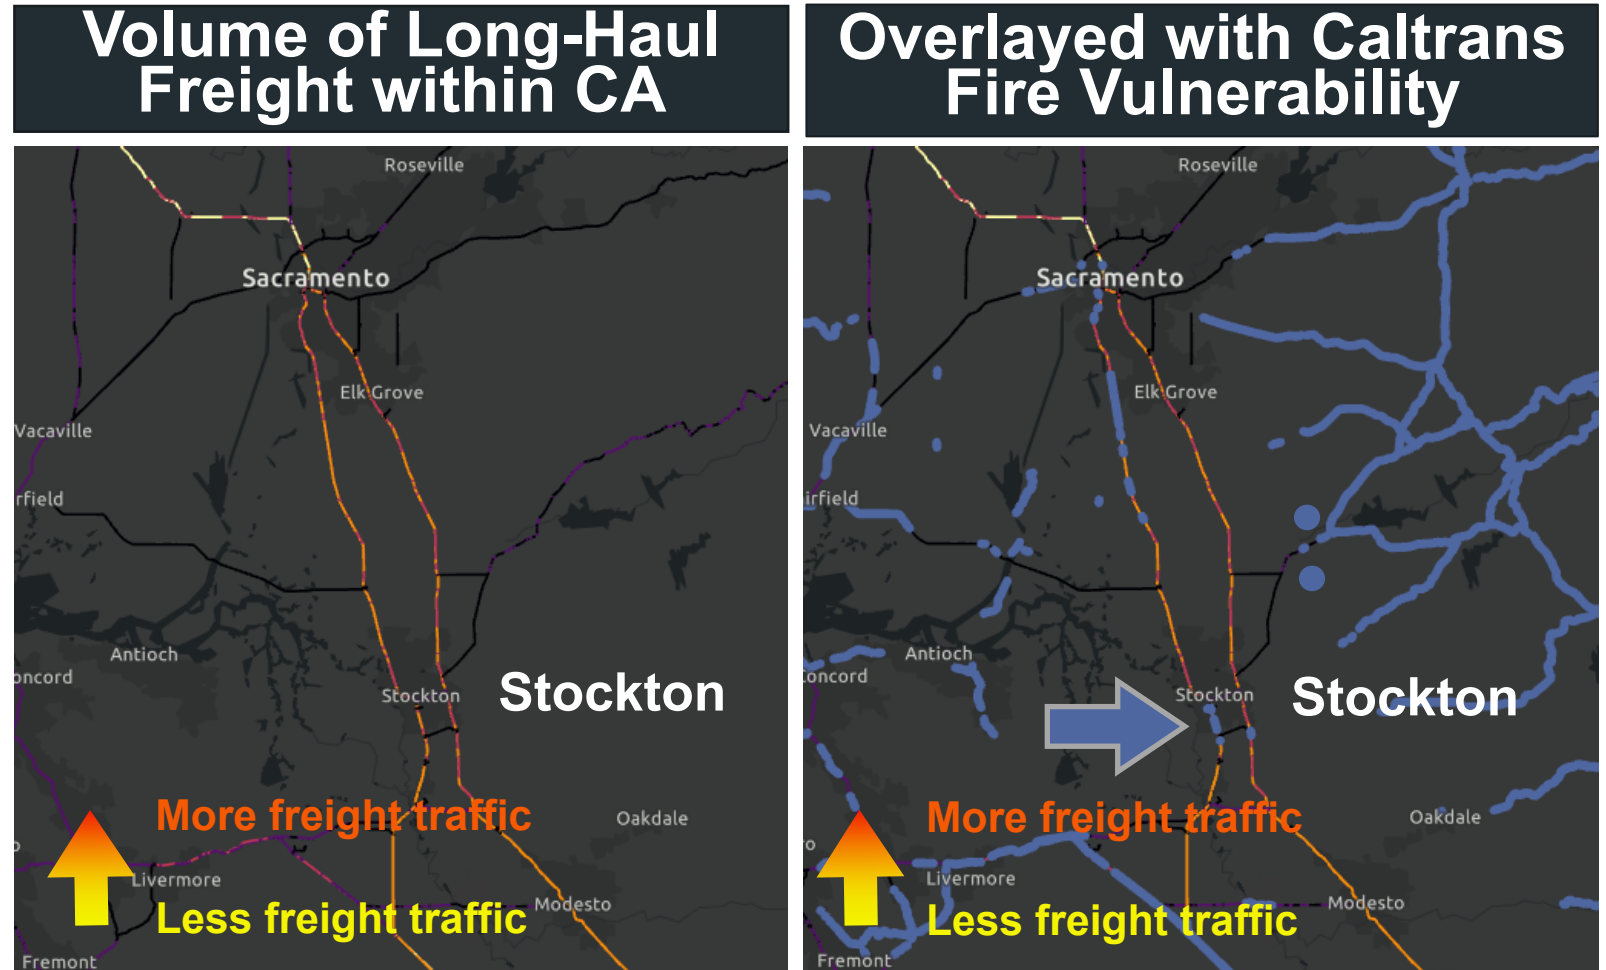 Volume of Long-Haul
Freight within CA
Roseville
Sacramento
Elk Grove
Vacaville
rfield
Antioch
oncord
Stockton
Stockton
More freight traffic
Oakdale
o
Livermore
Less freight traffic
Modesto
Fremont
Overlayed with Caltrans
Fire Vulnerability
Roseville
Sacramento
Elk Grove
Vacaville
irfield
Antioch
oncord
Stockton
Stockton
More freight traffic
Oakdale
ro
Livermore
Less freight traffic
Modesto
Fremont